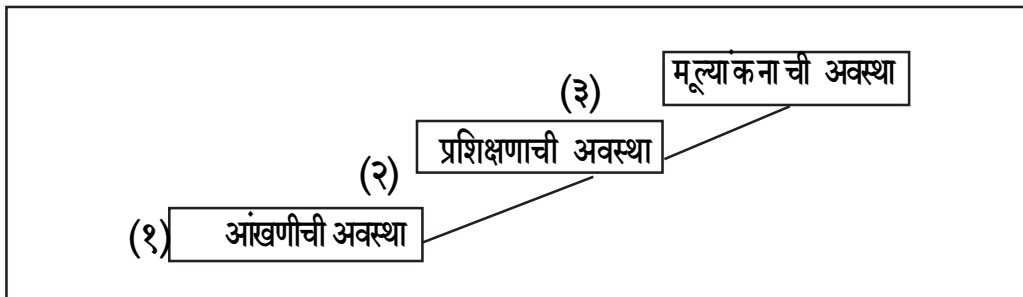 मूल्यांकनाची अवस्था
(३)
प्रशिक्षणाची अवस्था
(२)
(१) आंखणीची अवस्था